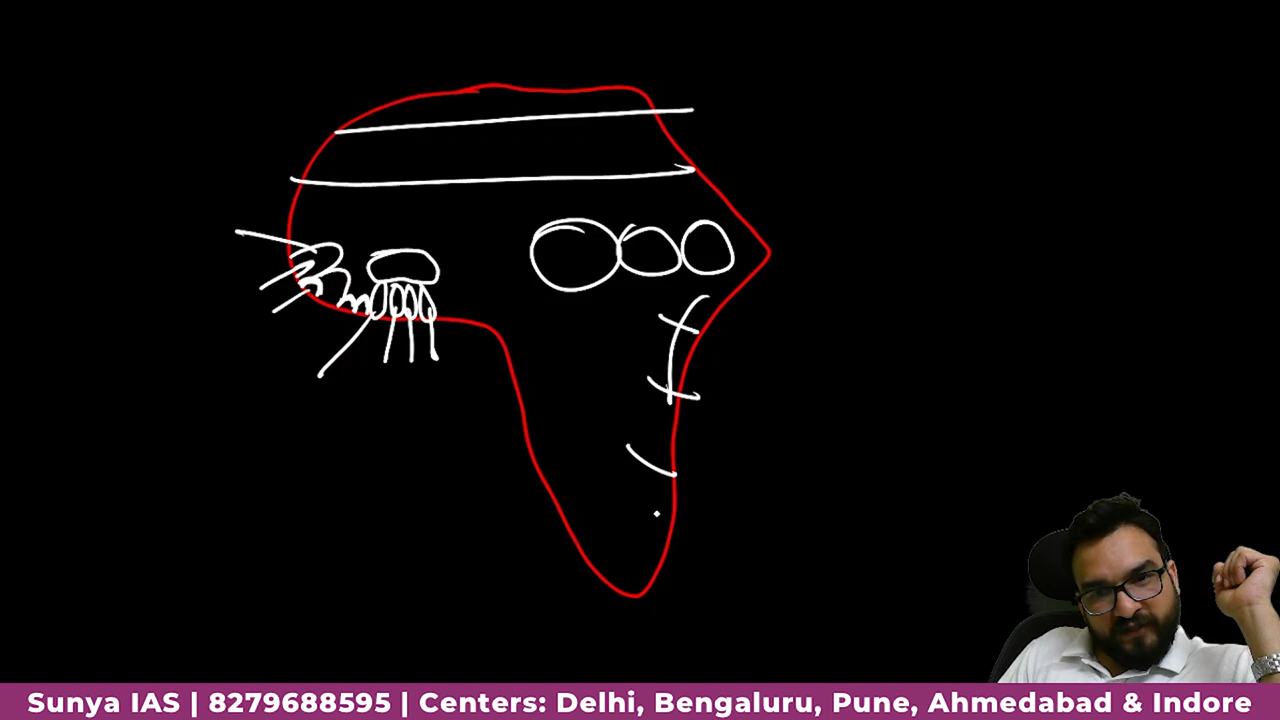 Sunya IAS | 8279688595 | Centers: Delhi, Bengaluru, Pune, Ahmedabad & Indore